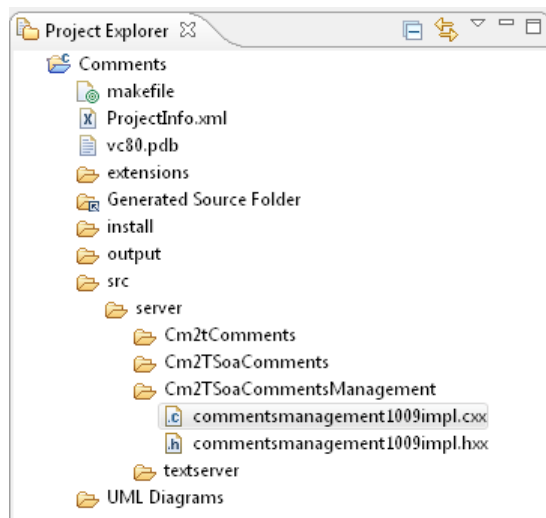 Project Explorer
Comments
makefile
ProjectInfo.xml
vc80.pdb
extensions
Generated Source Folder
install
output
src
server
Cm2tComments
Cm2TSoaComments
Cm2TSoaCommentsManagement
.c commentsmanagement1009impl.cxx
.h commentsmanagement1009impl.hxx
textserver
UML Diagrams